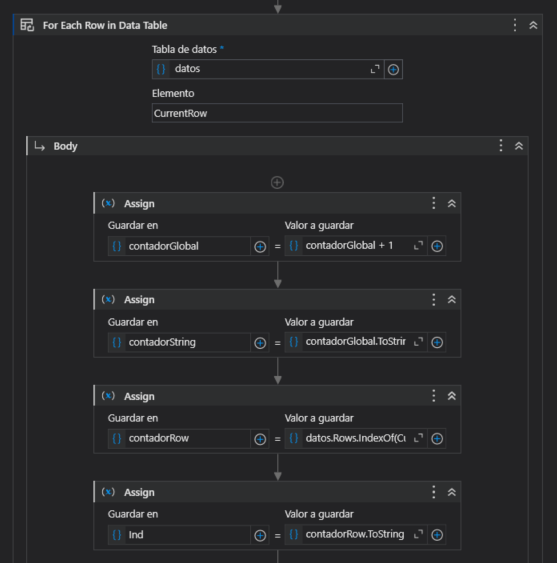 For Each Row in Data Table
Tabla de datos *
datos
Elemento
CurrentRow
Body
Assign
Guardar en Valor a guardar
contadorGlobal = contadorGlobal + 1
Assign
Guardar en Valor a guardar
contadorString = contadorGlobal.ToStrir
Assign
Guardar en Valor a guardar
contadorRow = datos.Rows.IndexOf(Cu
Assign
Guardar en Valor a guardar
Ind = contadorRow.ToString